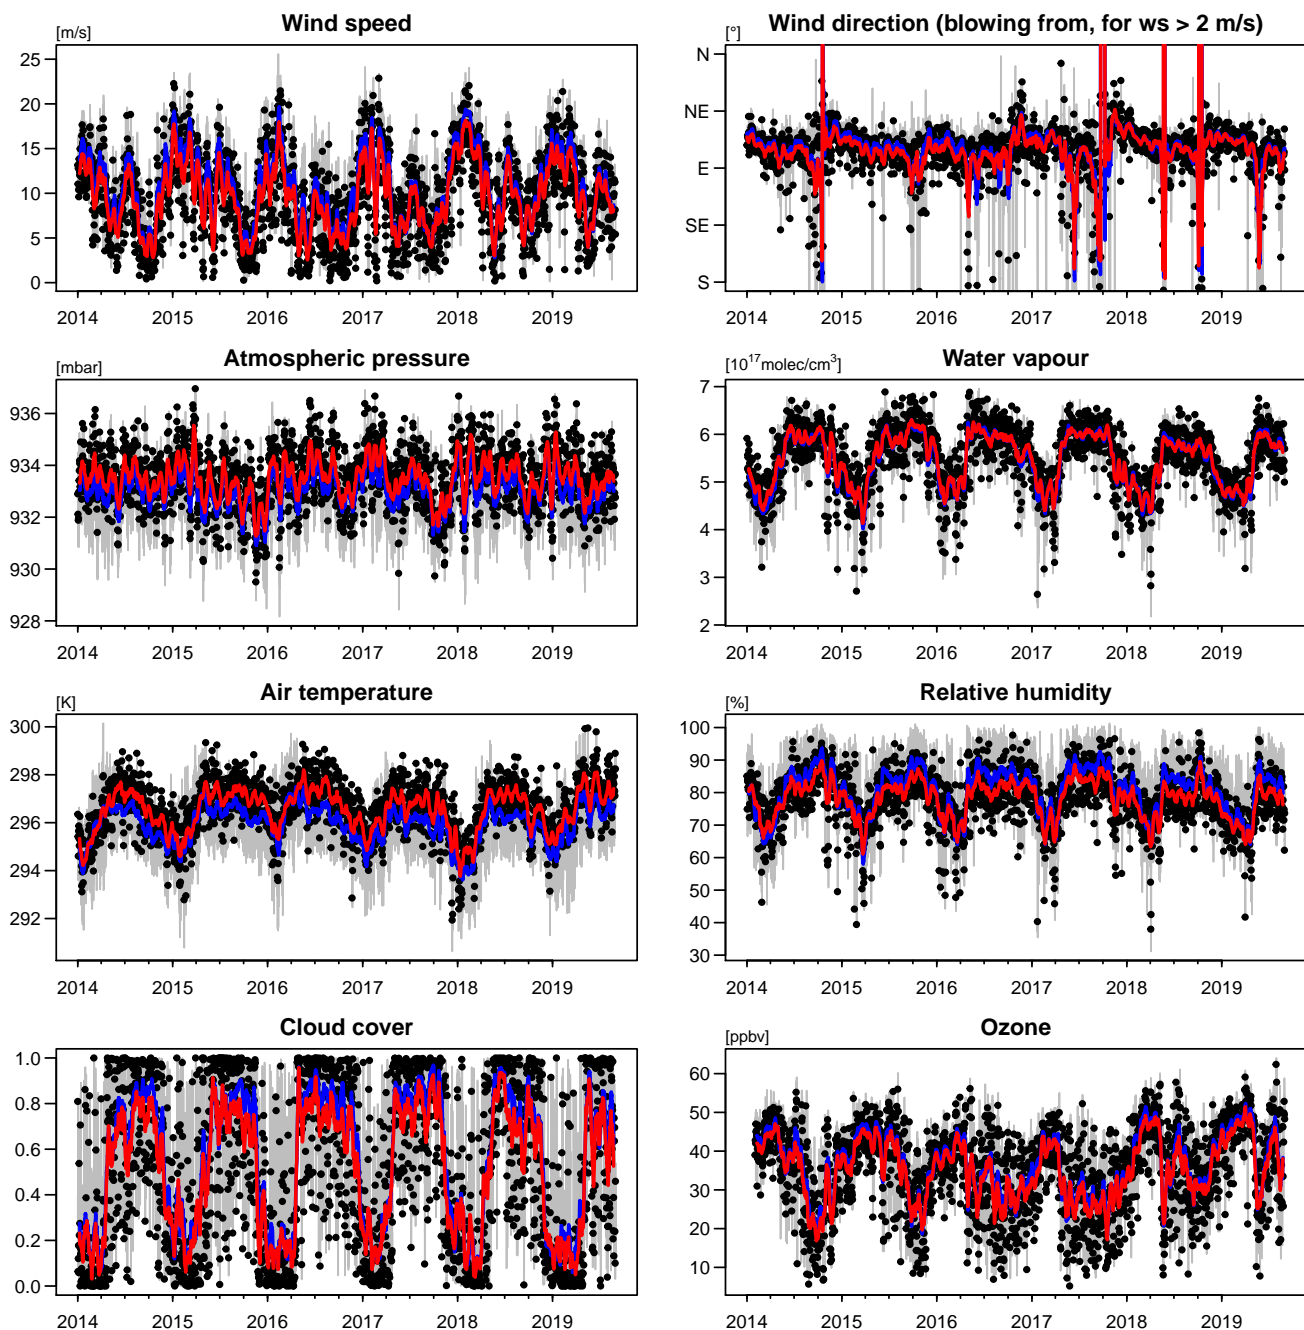 Wind speed
[m/s]
25
20
15
10
5
0
2014 2015 2016 2017 2018 2019
Wind direction (blowing from, for ws > 2 m/s)
[°]
N
NE
E
SE
S
2014 2015 2016 2017 2018 2019
Atmospheric pressure
[mbar]
936
934
932
930
928
2014 2015 2016 2017 2018 2019
Water vapour
[10¹⁷molec/cm³]
7
6
5
4
3
2
2014 2015 2016 2017 2018 2019
Air temperature
[K]
300
298
296
294
292
2014 2015 2016 2017 2018 2019
Relative humidity
[%]
100
90
80
70
60
50
40
30
2014 2015 2016 2017 2018 2019
Cloud cover
1.0
0.8
0.6
0.4
0.2
0.0
2014 2015 2016 2017 2018 2019
Ozone
[ppbv]
60
50
40
30
20
10
2014 2015 2016 2017 2018 2019